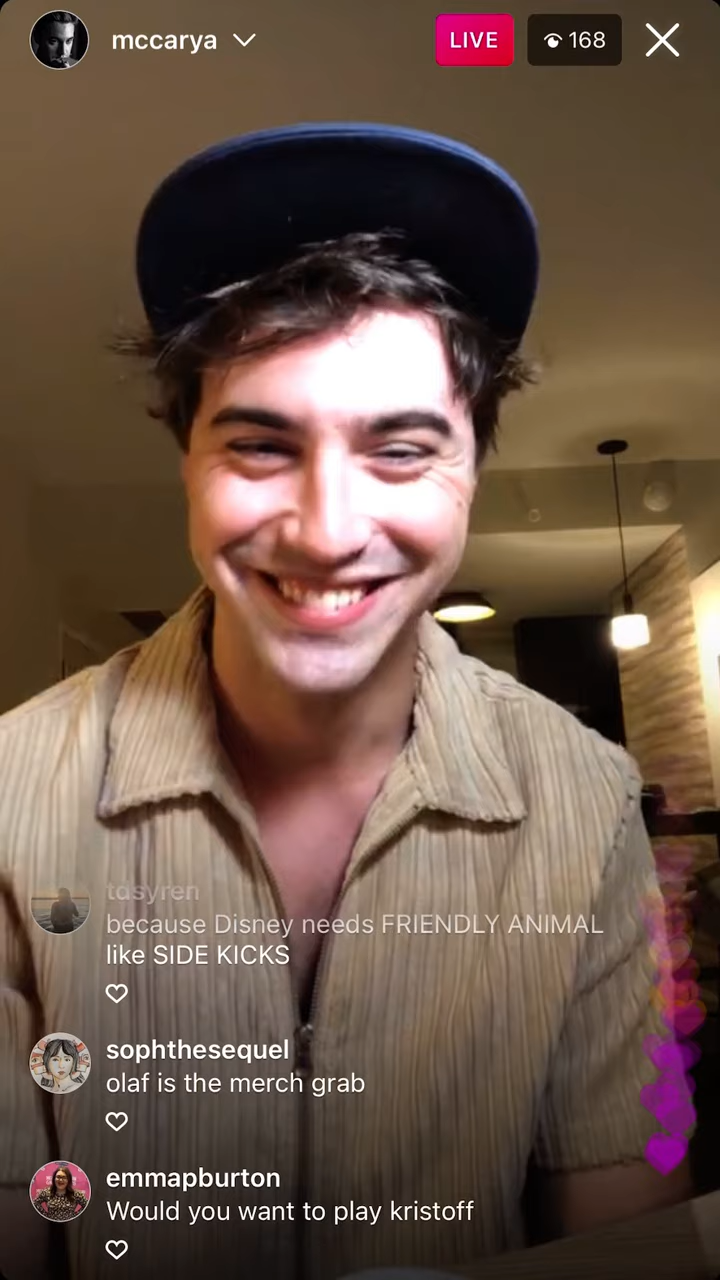 mccarya
LIVE
168
tdsyren
because Disney needs FRIENDLY ANIMAL
like SIDE KICKS
sophthesequel
olaf is the merch grab
emmapburton
Would you want to play kristoff